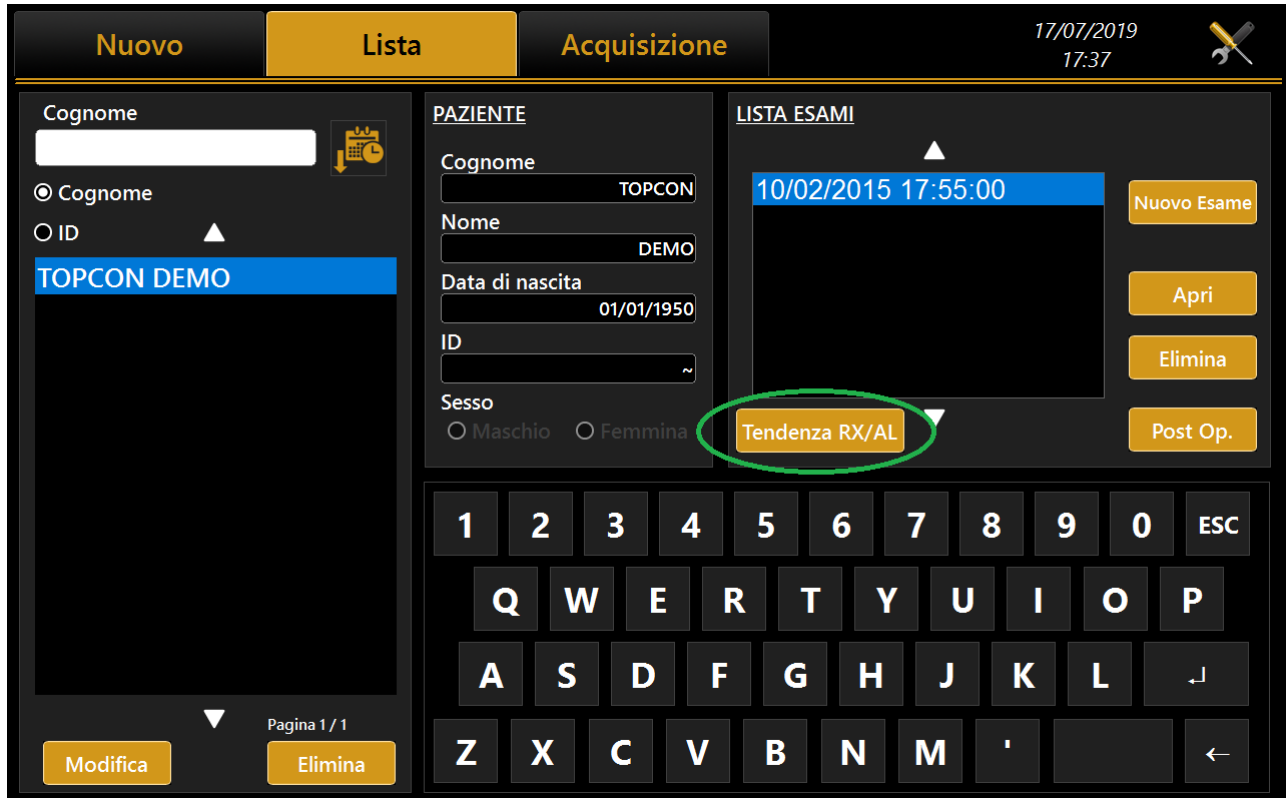 Nuovo
Lista
Acquisizione
17/07/2019
17:37
Cognome
Cognome
ID
TOPCON DEMO
Pagina 1 / 1
Modifica
Elimina
PAZIENTE
Cognome
TOPCON
Nome
DEMO
Data di nascita
01/01/1950
ID
~
Sesso
Maschio
Femmina
LISTA ESAMI
10/02/2015 17:55:00
Nuovo Esame
Apri
Elimina
Tendenza RX/AL
Post Op.
1 2 3 4 5 6 7 8 9 0 ESC
Q W E R T Y U I O P
A S D F G H J K L ↵
Z X C V B N M ' ←